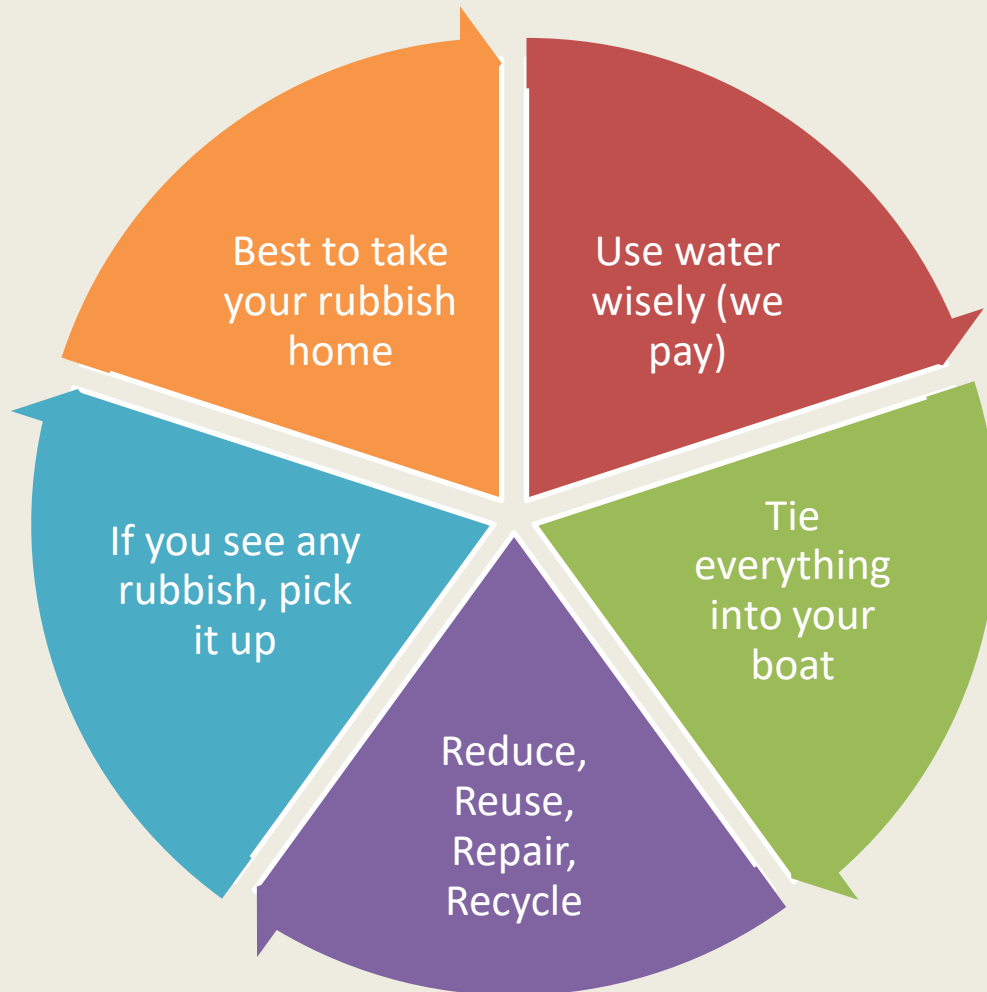 Use water
wisely (we
pay)
Tie
everything
into your
boat
Reduce,
Reuse,
Repair,
Recycle
If you see any
rubbish, pick
it up
Best to take
your rubbish
home